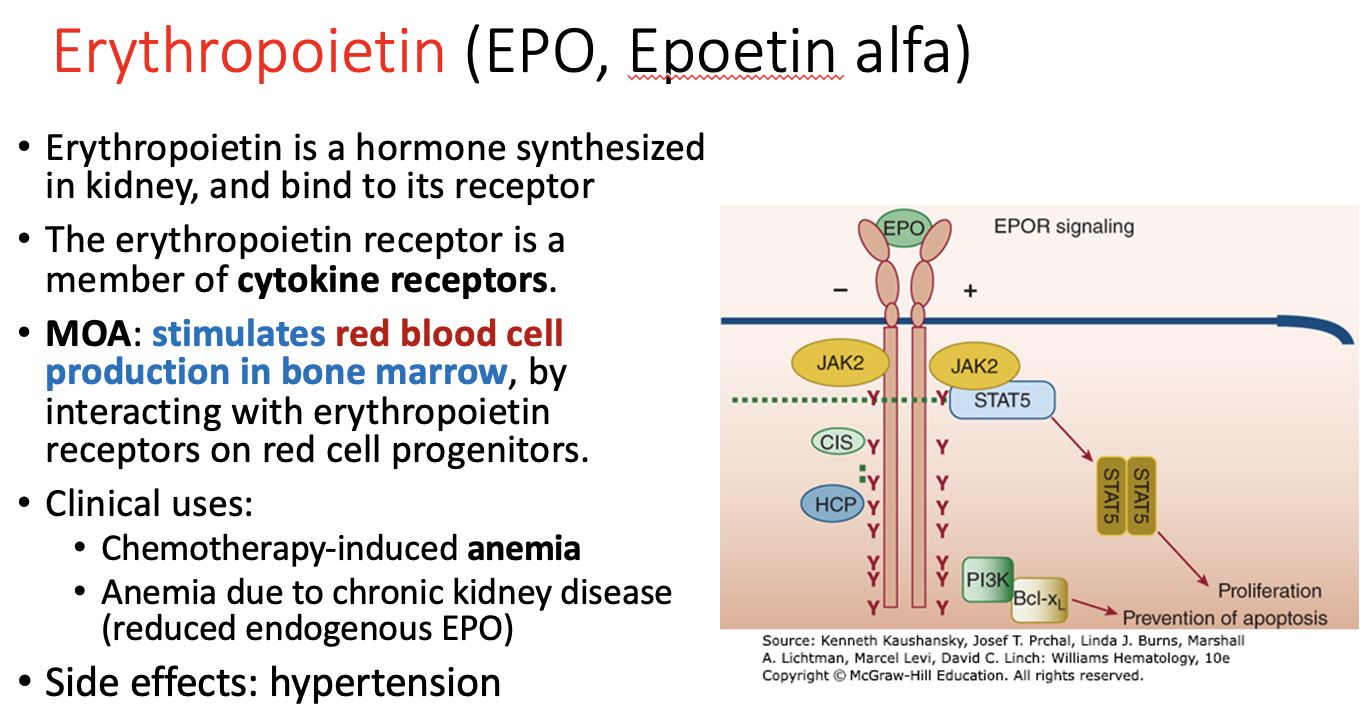 Erythropoietin (EPO, Epoetin alfa)
• Erythropoietin is a hormone synthesized
in kidney, and bind to its receptor
• The erythropoietin receptor is a
member of cytokine receptors.
• MOA: stimulates red blood cell
production in bone marrow, by
interacting with erythropoietin
receptors on red cell progenitors.
• Clinical uses:
• Chemotherapy-induced anemia
• Anemia due to chronic kidney disease
(reduced endogenous EPO)
• Side effects: hypertension
EPO
EPOR signaling
− +
JAK2
JAK2
Y Y
STAT5
CIS
Y Y
Y Y
HCP
Y Y
Y Y
STAT5
STAT5
Y Y
Y Y
PI3K
Bcl-xL
Y Y
Proliferation
Prevention of apoptosis
Source: Kenneth Kaushansky, Josef T. Prchal, Linda J. Burns, Marshall
A. Lichtman, Marcel Levi, David C. Linch: Williams Hematology, 10e
Copyright © McGraw-Hill Education. All rights reserved.